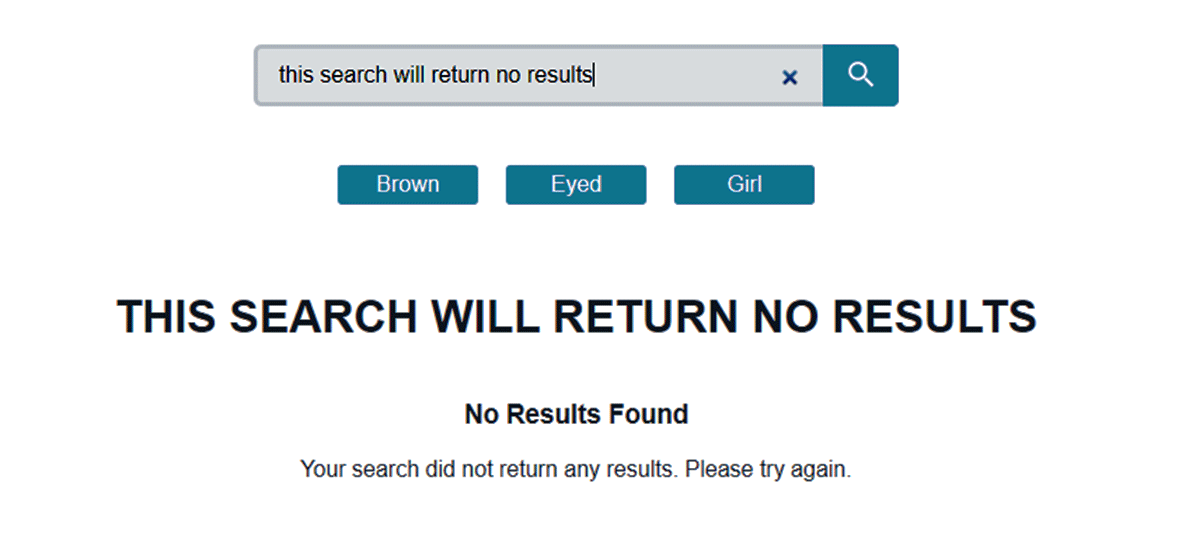 this search will return no results
Brown Eyed Girl
THIS SEARCH WILL RETURN NO RESULTS
No Results Found
Your search did not return any results. Please try again.